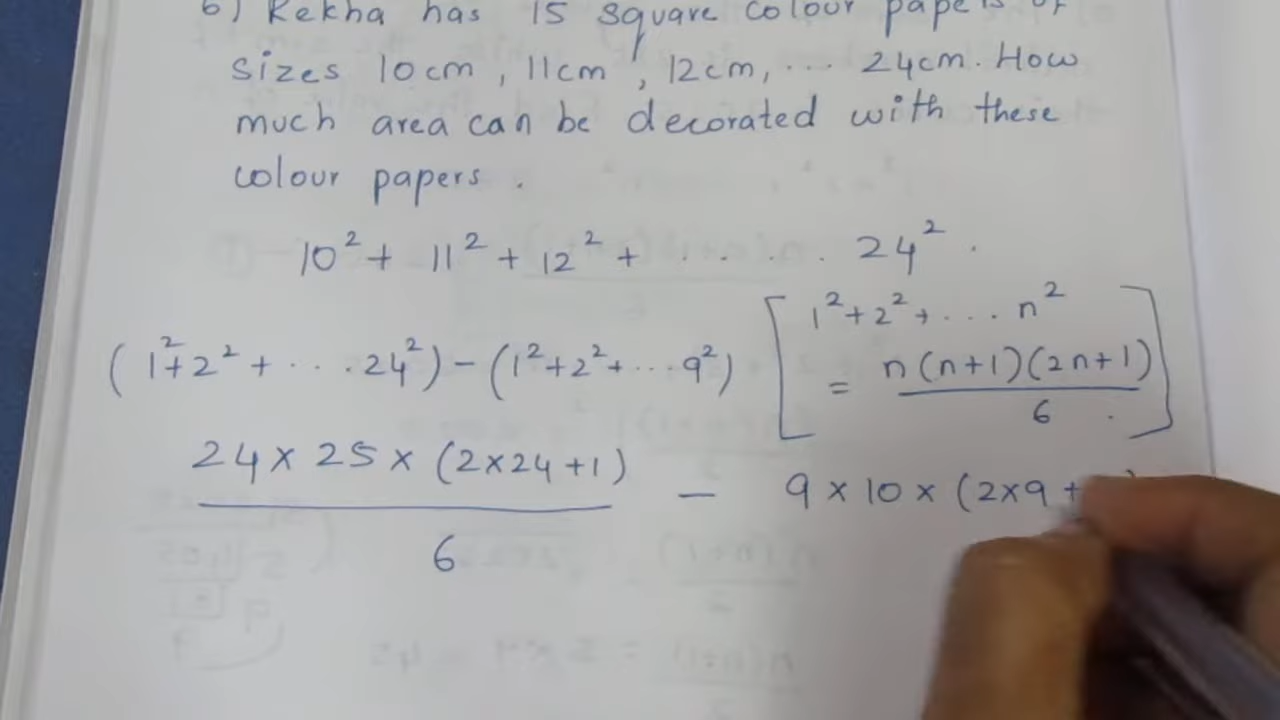 6) Rekha has 15 square colour papers of
sizes 10cm, 11cm, 12cm, ... 24cm. How
much area can be decorated with these
colour papers.
10² + 11² + 12² + ... . 24².
(1²+2² + ... 24²) - (1²+2²+...9²) [1²+2²+...n²
= n(n+1)(2n+1)/6]
24 × 25 × (2×24+1)/6 - 9 × 10 × (2×9 +